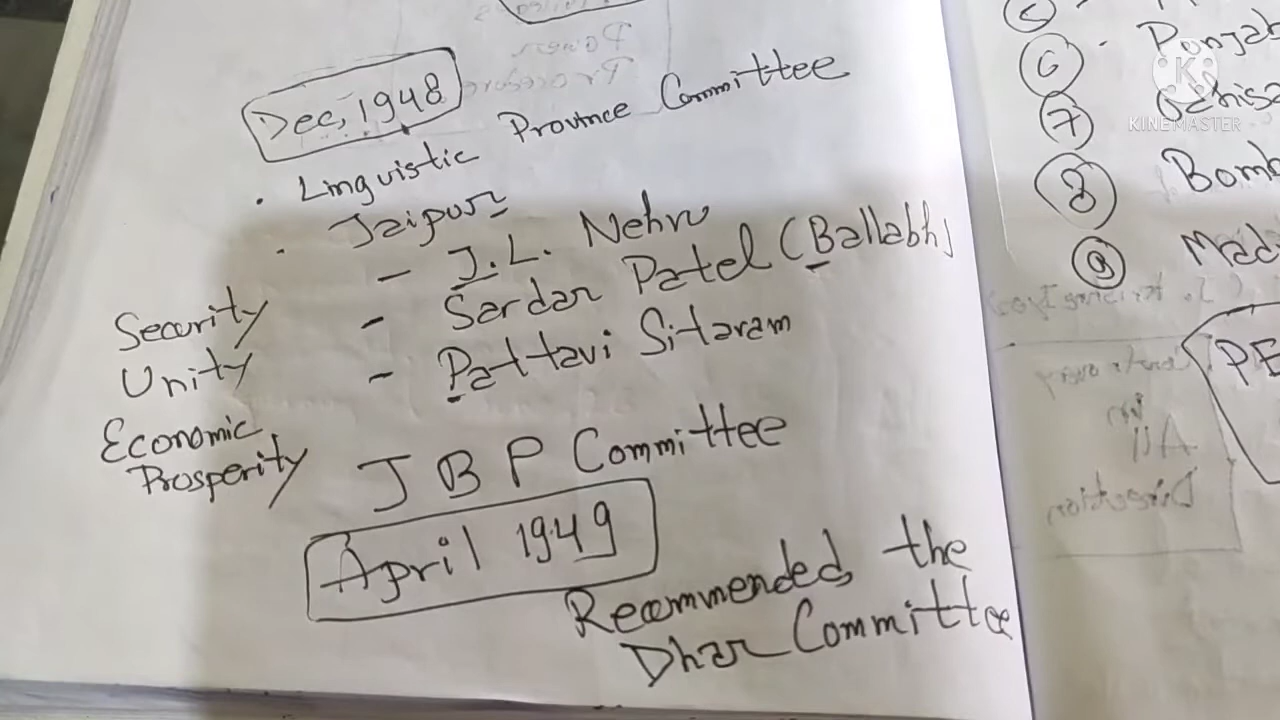 Dec, 1948
. Linguistic Province Committee
. Jaipur
- J.L. Nehru
- Sardar Patel (Ballabh)
- Pattavi Sitaram
Security
Unity
Economic
Prosperity
J B P Committee
April 1949
Recommended the
Dhar Committee
6 . Punjab
7
8 Bomb
9 Mad
PE
KINEMASTER